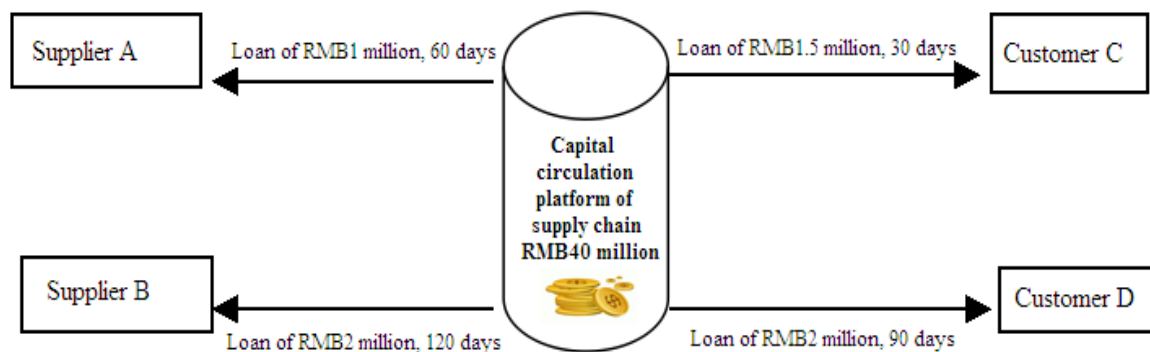 Supplier A
Loan of RMB1 million, 60 days
Loan of RMB1.5 million, 30 days
Customer C
Capital
circulation
platform of
supply chain
RMB40 million
Supplier B
Loan of RMB2 million, 120 days
Loan of RMB2 million, 90 days
Customer D